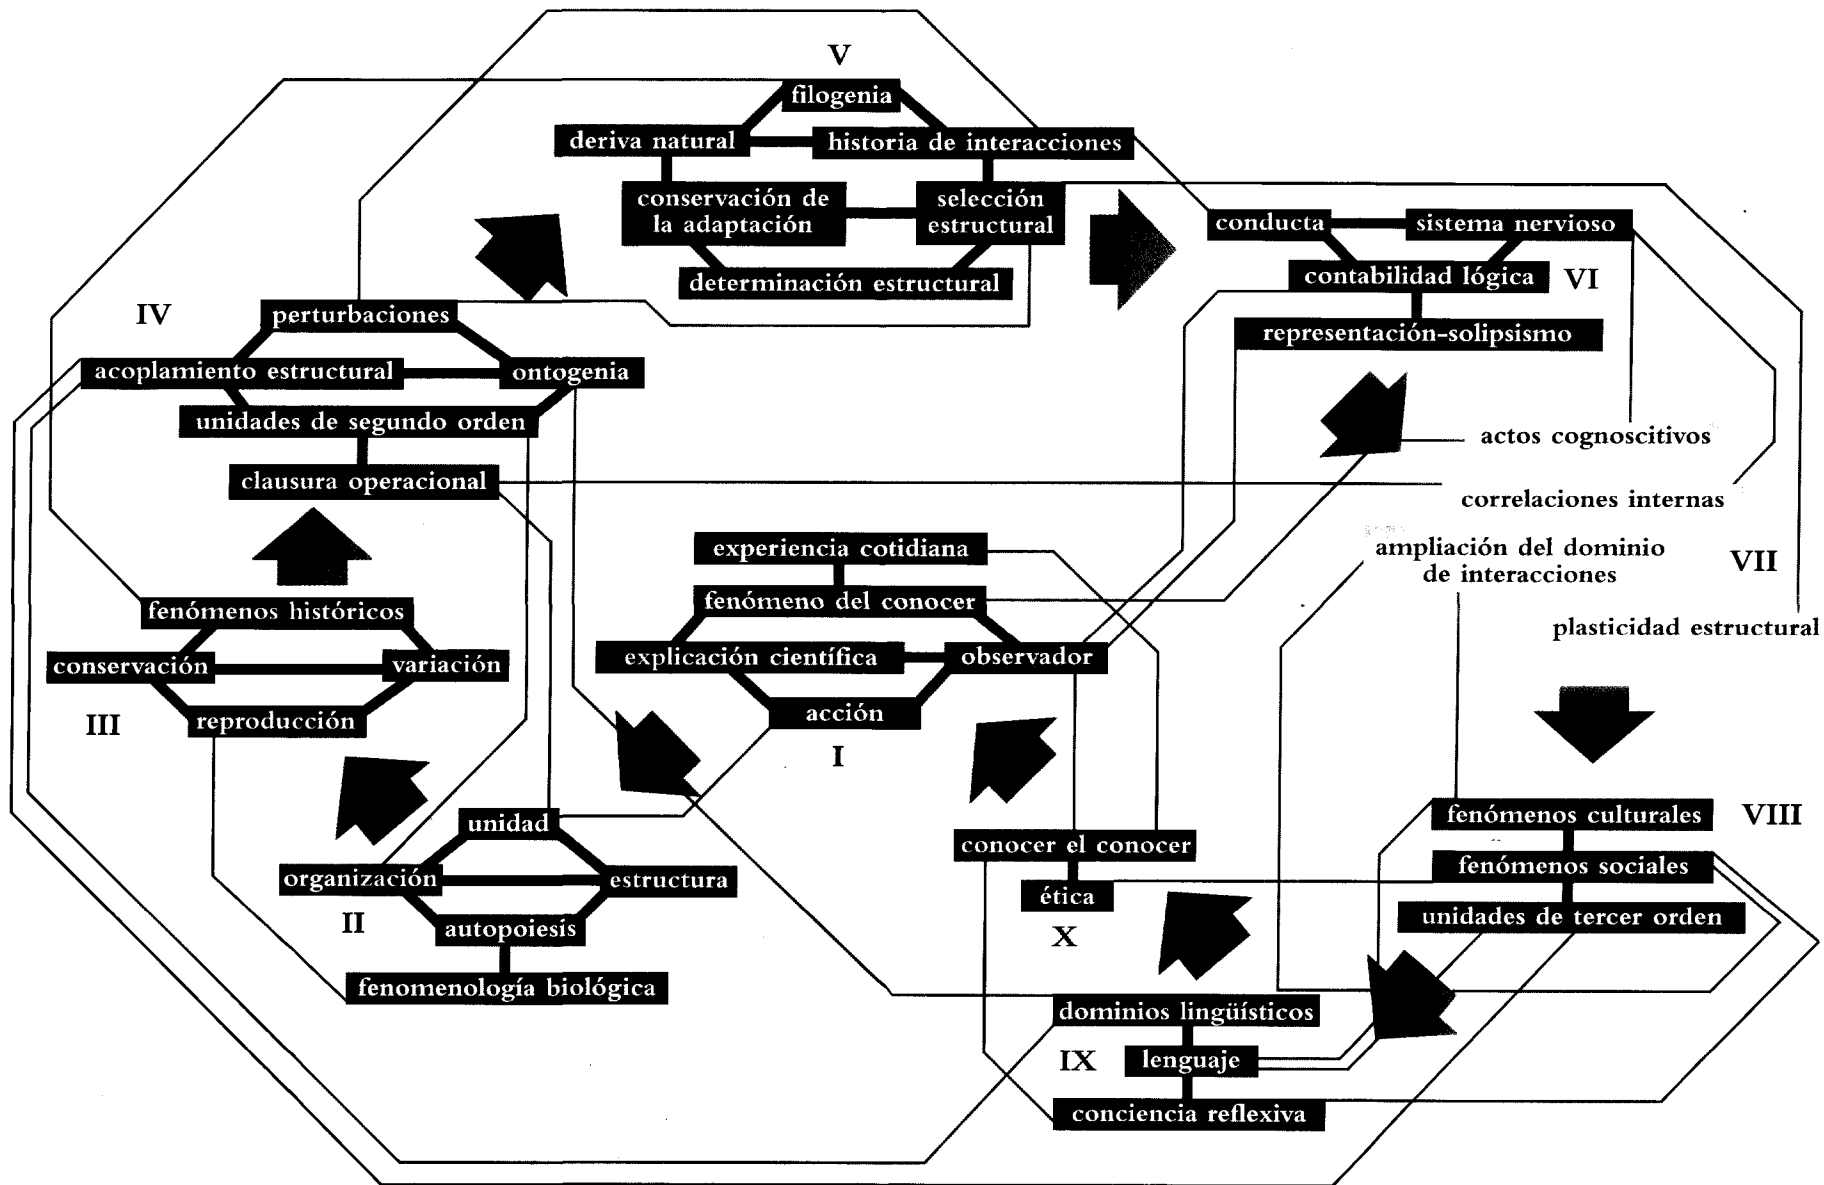 V
filogenia
deriva natural
historia de interacciones
conservación de
la adaptación
selección
estructural
determinación estructural
conducta
sistema nervioso
contabilidad lógica
VI
representación-solipsismo
IV
perturbaciones
acoplamiento estructural
ontogenia
unidades de segundo orden
clausura operacional
actos cognoscitivos
correlaciones internas
ampliación del dominio
de interacciones
VII
plasticidad estructural
experiencia cotidiana
fenómeno del conocer
explicación científica
observador
acción
I
fenómenos históricos
conservación
variación
reproducción
III
unidad
organización
estructura
II
autopoiesís
fenomenología biológica
conocer el conocer
ética
X
fenómenos culturales
VIII
fenómenos sociales
unidades de tercer orden
dominios lingüísticos
IX
lenguaje
conciencia reflexiva